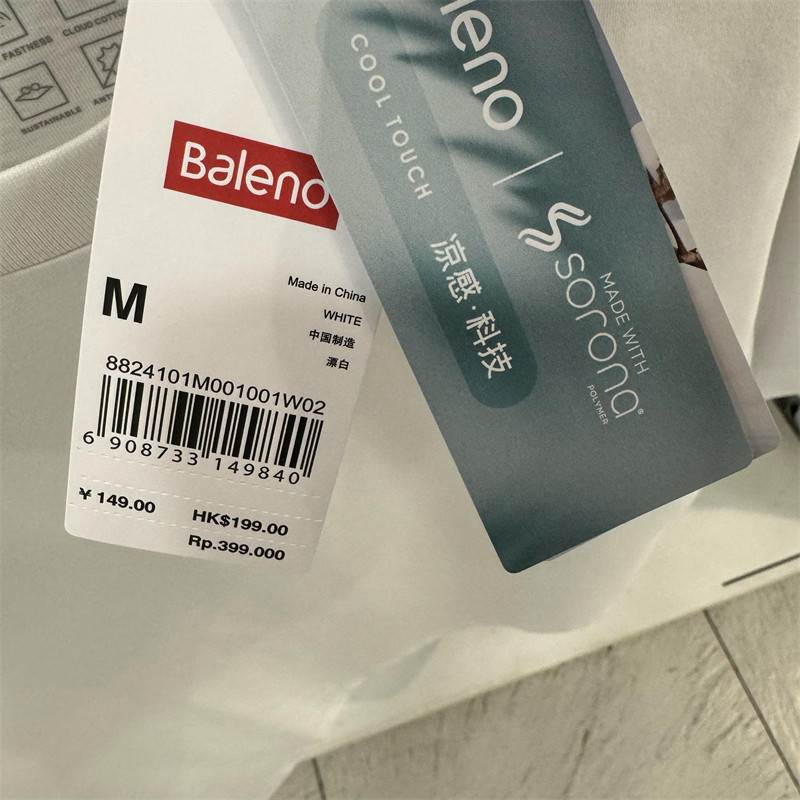 FASTNESS
CLOUD COTTON
SUSTAINABLE
Baleno
M
Made in China
WHITE
中国制造
漂白
8824101M001001W02
6 908733 149840
¥ 149.00
HK$199.00
Rp.399.000
COOL TOUCH
凉感·科技
leno
MADE WITH
sorona®
POLYMER